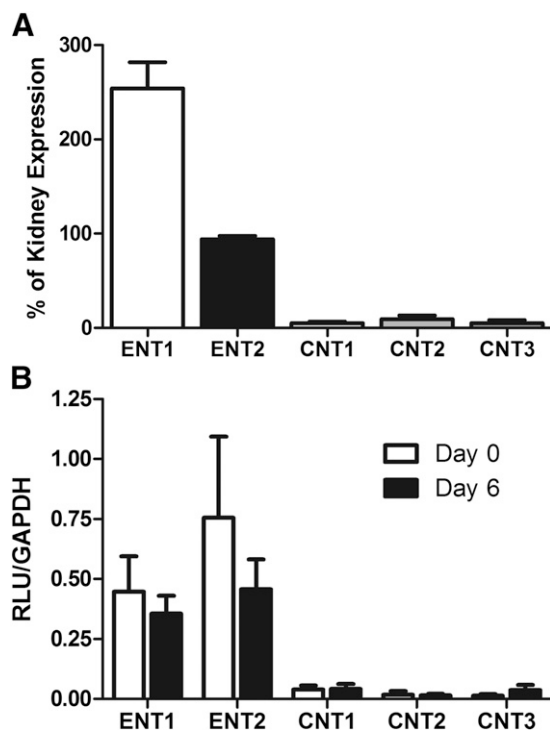 A
% of Kidney Expression
300
200
100
0
ENT1 ENT2 CNT1 CNT2 CNT3
B
RLU/GAPDH
1.25
1.00
0.75
0.50
0.25
0.00
Day 0
Day 6
ENT1 ENT2 CNT1 CNT2 CNT3